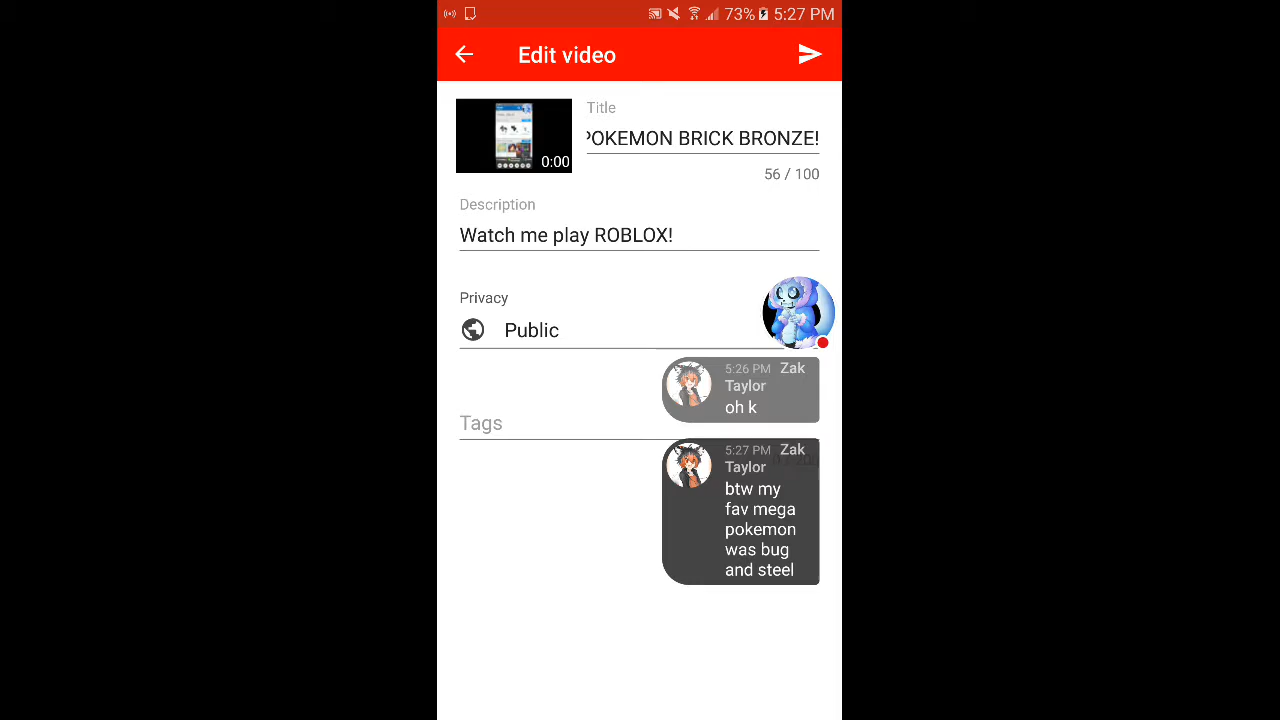 73% 5:27 PM
Edit video
Title
POKEMON BRICK BRONZE!
0:00
56 / 100
Description
Watch me play ROBLOX!
Privacy
Public
5:26 PM Zak
Taylor
oh k
Tags
5:27 PM Zak
Taylor
btw my
fav mega
pokemon
was bug
and steel